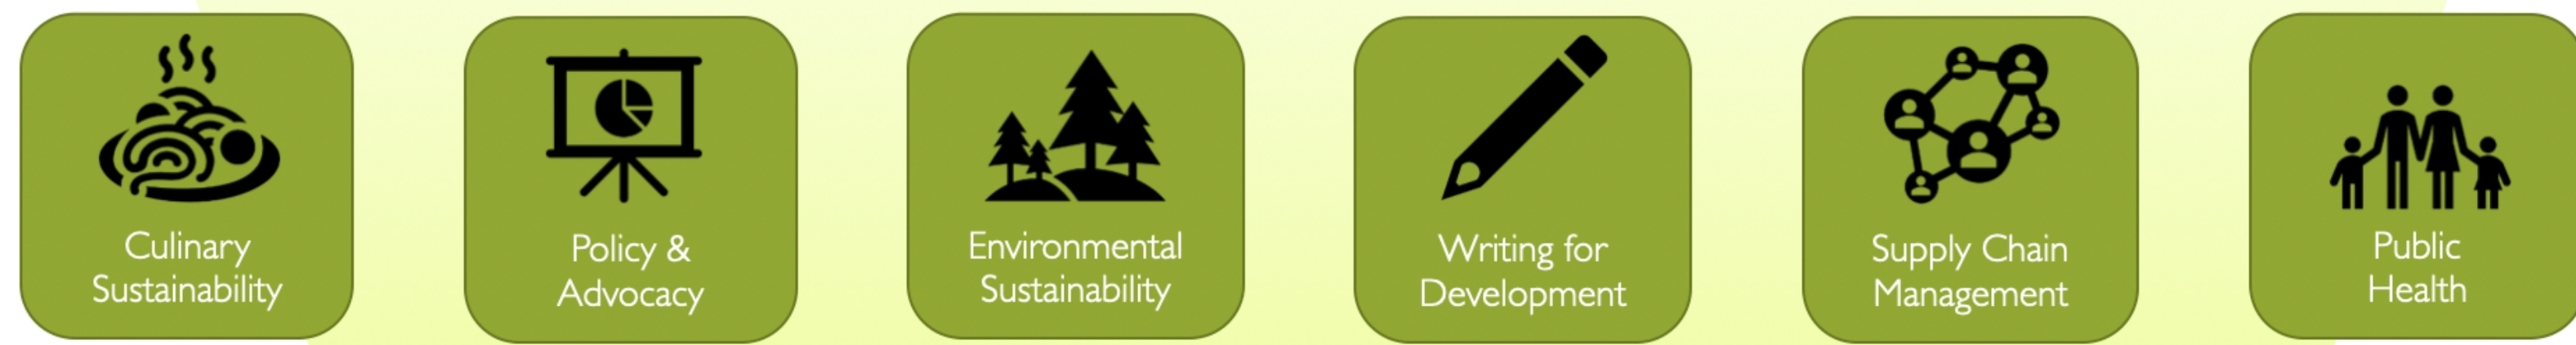 Culinary
Sustainability
Policy &
Advocacy
Environmental
Sustainability
Writing for
Development
Supply Chain
Management
Public
Health